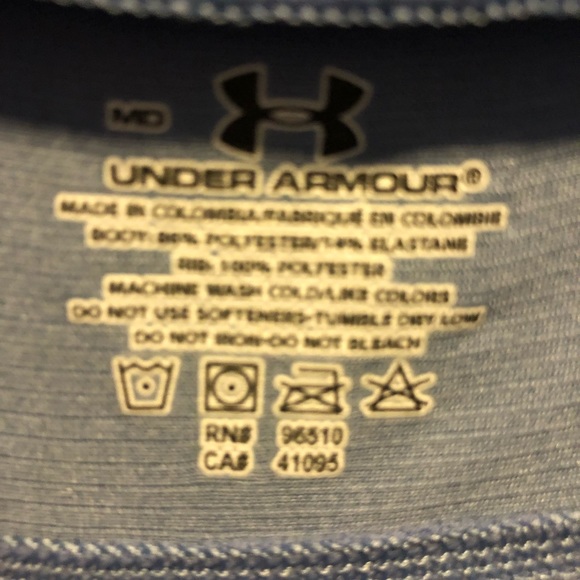 MD
UNDER ARMOUR®
MADE IN COLOMBIA/FABRIQUÉ EN COLOMBIE
BODY: 86% POLYESTER/14% ELASTANE
RIB: 100% POLYESTER
MACHINE WASH COLD/LIKE COLORS
DO NOT USE SOFTENERS-TUMBLE DRY LOW
DO NOT IRON-DO NOT BLEACH
RN# 96510
CA# 41095